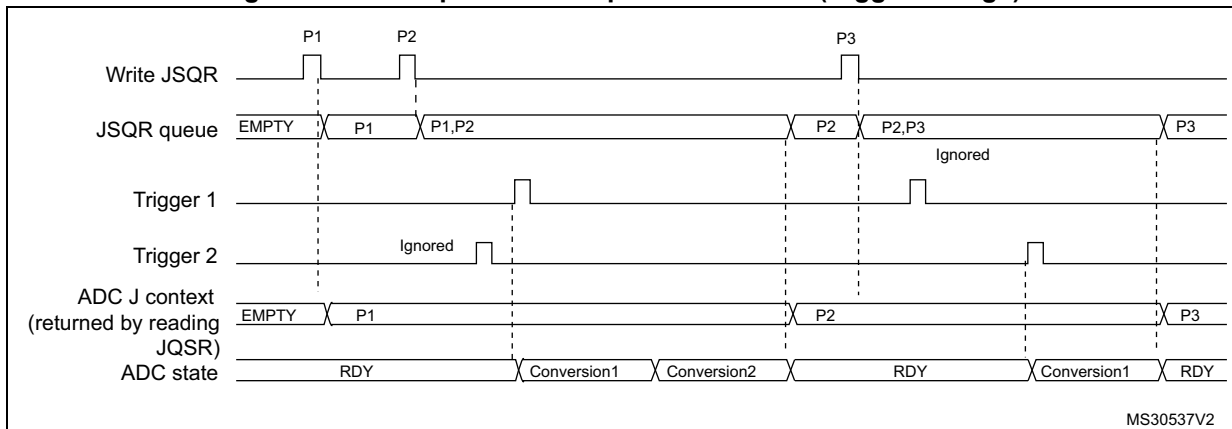 P1 P2 P3
Write JSQR
JSQR queue EMPTY P1 P1,P2 P2 P2,P3 P3
Ignored
Trigger 1
Trigger 2 Ignored
ADC J context
(returned by reading EMPTY P1 P2 P3
JQSR)
ADC state RDY Conversion1 Conversion2 RDY Conversion1 RDY
MS30537V2